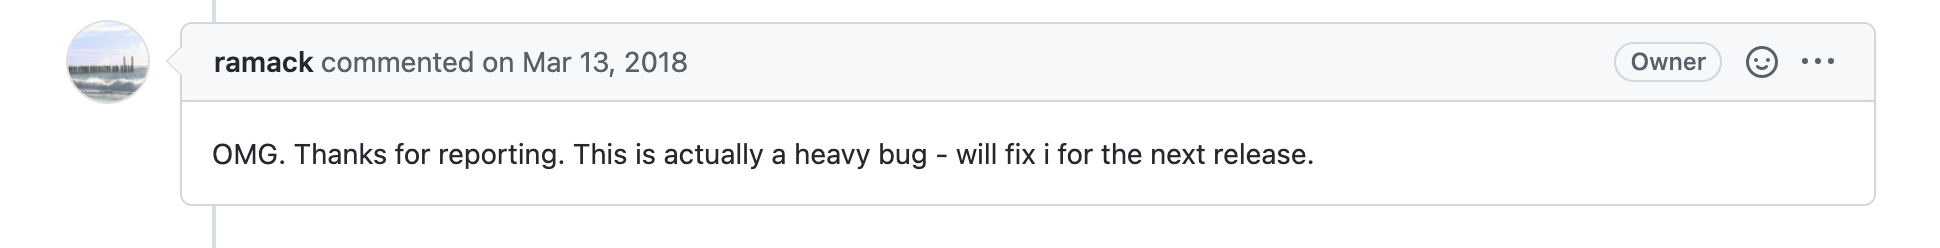 ramack commented on Mar 13, 2018 Owner
OMG. Thanks for reporting. This is actually a heavy bug - will fix i for the next release.